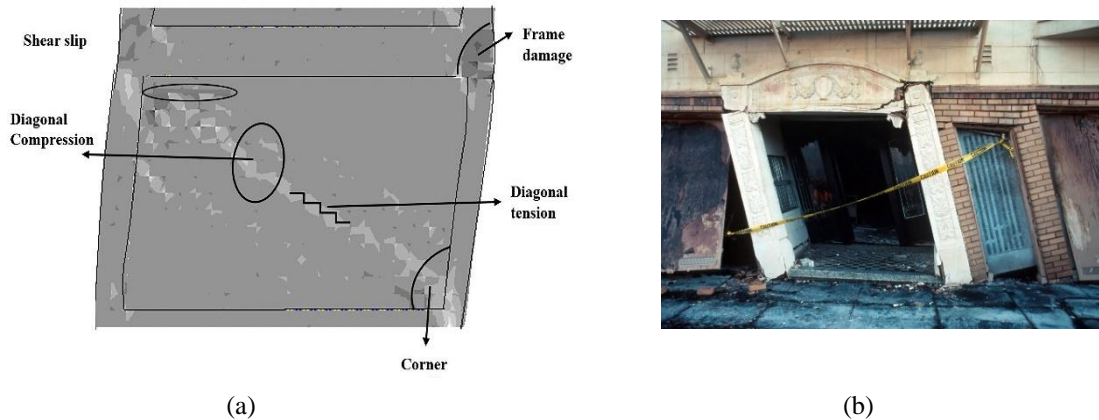 Shear slip
Frame
damage
Diagonal
Compression
Diagonal
tension
Corner
(a)
(b)